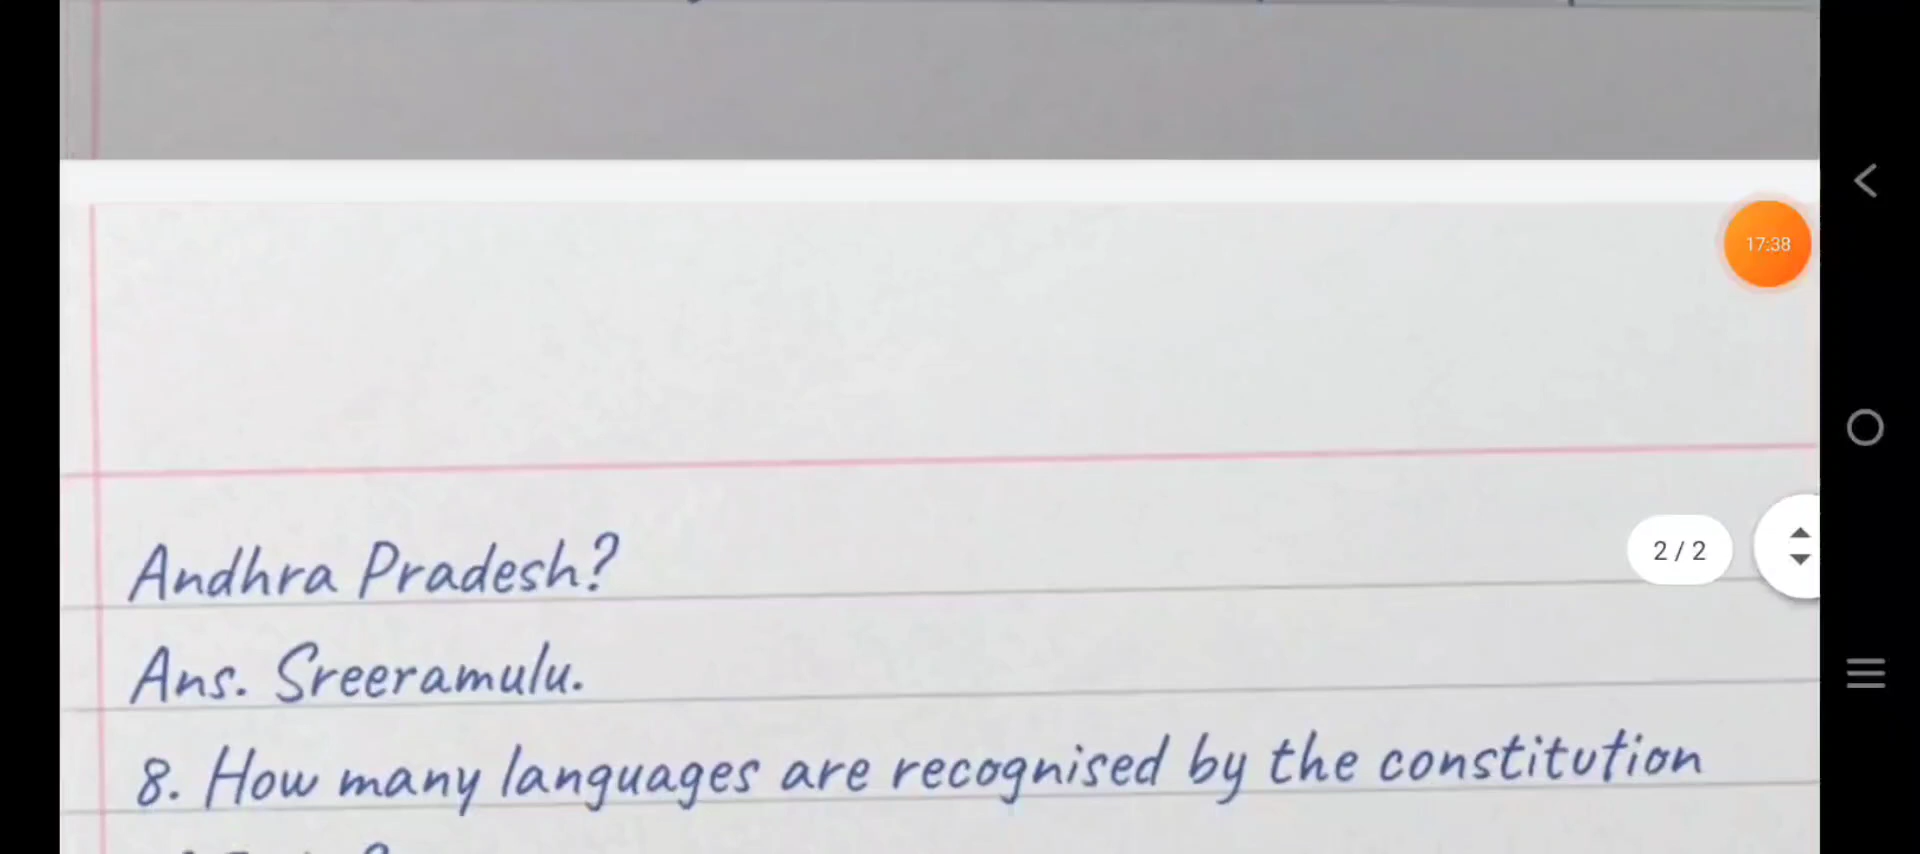 17:38
Andhra Pradesh?
2 / 2
Ans. Sreeramulu.
8. How many languages are recognised by the constitution